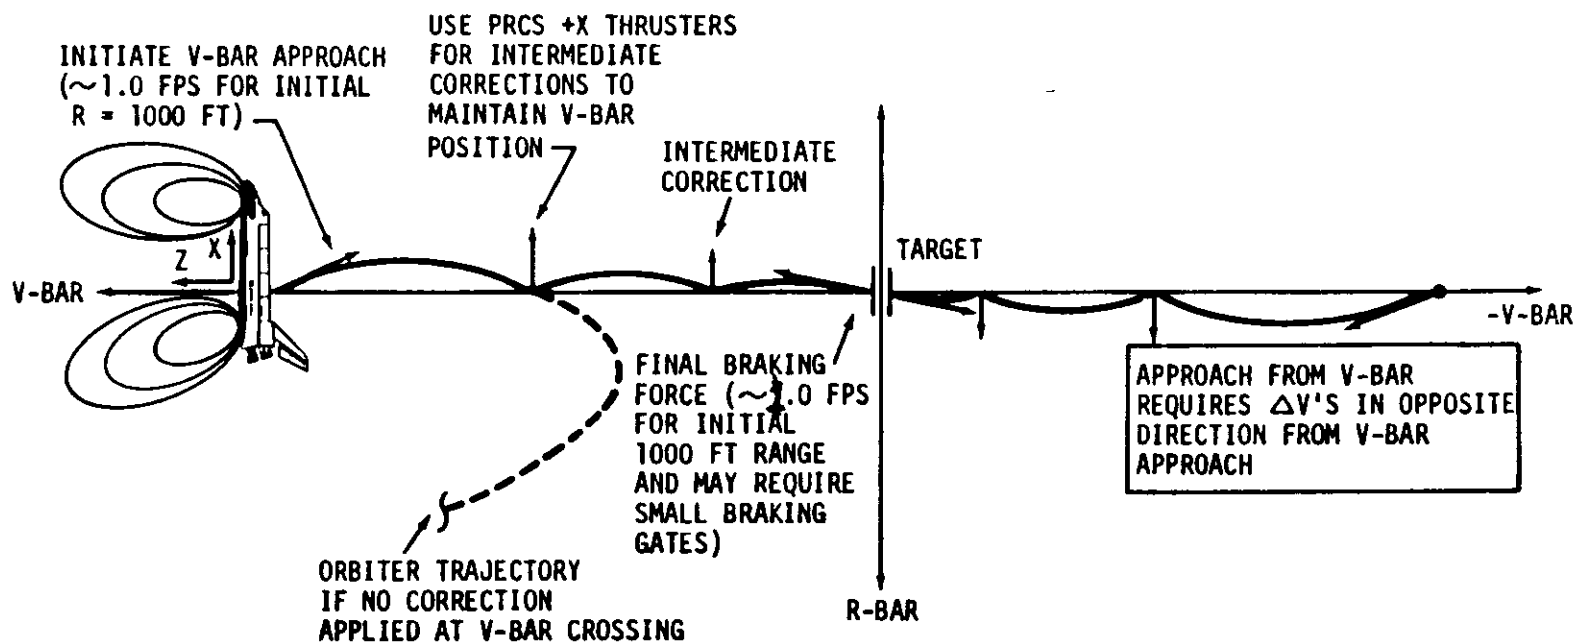 INITIATE V-BAR APPROACH
(~1.0 FPS FOR INITIAL
R = 1000 FT)
USE PRCS +X THRUSTERS
FOR INTERMEDIATE
CORRECTIONS TO
MAINTAIN V-BAR
POSITION
INTERMEDIATE
CORRECTION
TARGET
Z
X
V-BAR
-V-BAR
FINAL BRAKING
FORCE (~1.0 FPS
FOR INITIAL
1000 FT RANGE
AND MAY REQUIRE
SMALL BRAKING
GATES)
APPROACH FROM V-BAR
REQUIRES △V'S IN OPPOSITE
DIRECTION FROM V-BAR
APPROACH
ORBITER TRAJECTORY
IF NO CORRECTION
APPLIED AT V-BAR CROSSING
R-BAR